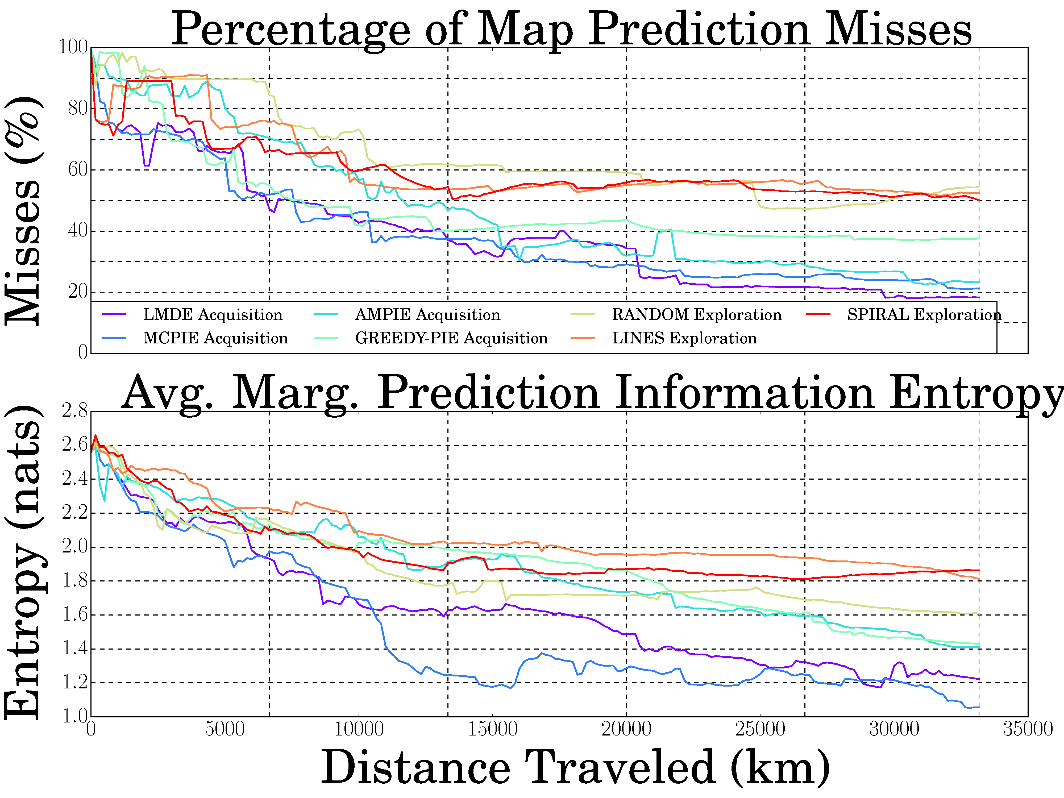 Percentage of Map Prediction Misses
Misses (%)
100
80
60
40
20
0
LMDE Acquisition
AMPIE Acquisition
RANDOM Exploration
SPIRAL Exploration
MCPIE Acquisition
GREEDY-PIE Acquisition
LINES Exploration
Avg. Marg. Prediction Information Entropy
Entropy (nats)
2.8
2.6
2.4
2.2
2.0
1.8
1.6
1.4
1.2
1.0
0
5000
10000
15000
20000
25000
30000
35000
Distance Traveled (km)